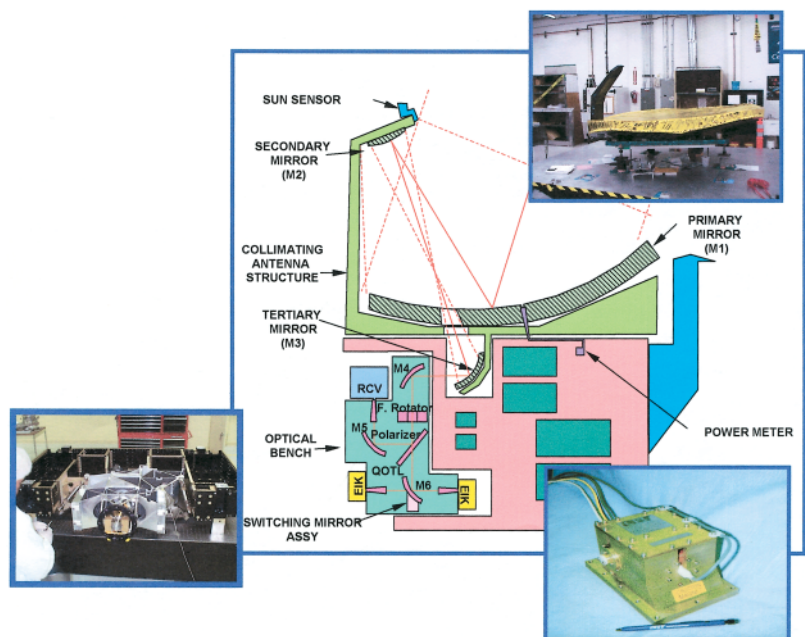 SUN SENSOR
SECONDARY
MIRROR
(M2)
PRIMARY
MIRROR
(M1)
COLLIMATING
ANTENNA
STRUCTURE
TERTIARY
MIRROR
(M3)
M4
RCV
F. Rotator
M5
Polarizer
POWER METER
OPTICAL
BENCH
QOTL
M6
EIK
EIK
SWITCHING MIRROR
ASSY